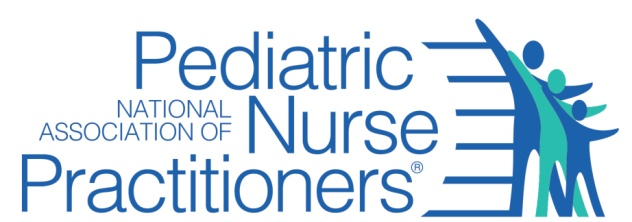 Pediatric
NATIONAL
ASSOCIATION OF
Nurse
Practitioners®